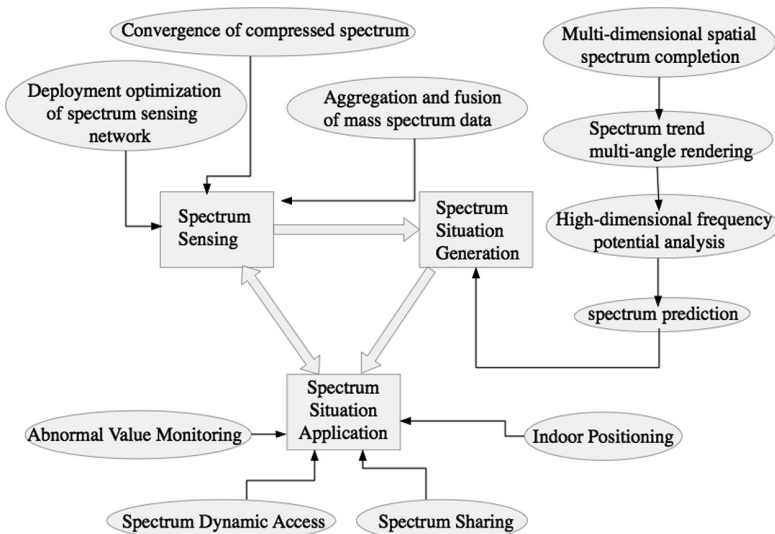 Convergence of compressed spectrum
Deployment optimization
of spectrum sensing
network
Aggregation and fusion
of mass spectrum data
Multi-dimensional spatial
spectrum completion
Spectrum trend
multi-angle rendering
High-dimensional frequency
potential analysis
spectrum prediction
Spectrum
Sensing
Spectrum
Situation
Generation
Spectrum
Situation
Application
Abnormal Value Monitoring
Indoor Positioning
Spectrum Dynamic Access
Spectrum Sharing